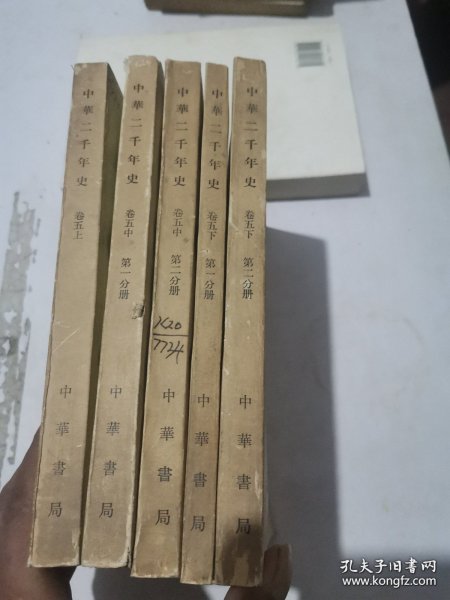 中華二千年史
卷五上
中華書局
中華二千年史
卷五中
第一分册
中華書局
中華二千年史
卷五中
第二分册
K20
7724
中華書局
中華二千年史
卷五下
第一分册
中華書局
中華二千年史
卷五下
第二分册
中華書局
孔夫子旧书网
www.kongfz.com